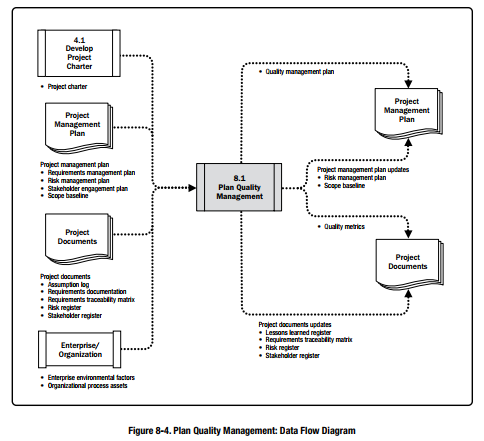 4.1
Develop
Project
Charter
• Project charter
Project
Management
Plan
Project management plan
• Requirements management plan
• Risk management plan
• Stakeholder engagement plan
• Scope baseline
Project
Documents
Project documents
• Assumption log
• Requirements documentation
• Requirements traceability matrix
• Risk register
• Stakeholder register
Enterprise/
Organization
• Enterprise environmental factors
• Organizational process assets
8.1
Plan Quality
Management
• Quality management plan
Project
Management
Plan
Project management plan updates
• Risk management plan
• Scope baseline
• Quality metrics
Project
Documents
Project documents updates
• Lessons learned register
• Requirements traceability matrix
• Risk register
• Stakeholder register
Figure 8-4. Plan Quality Management: Data Flow Diagram